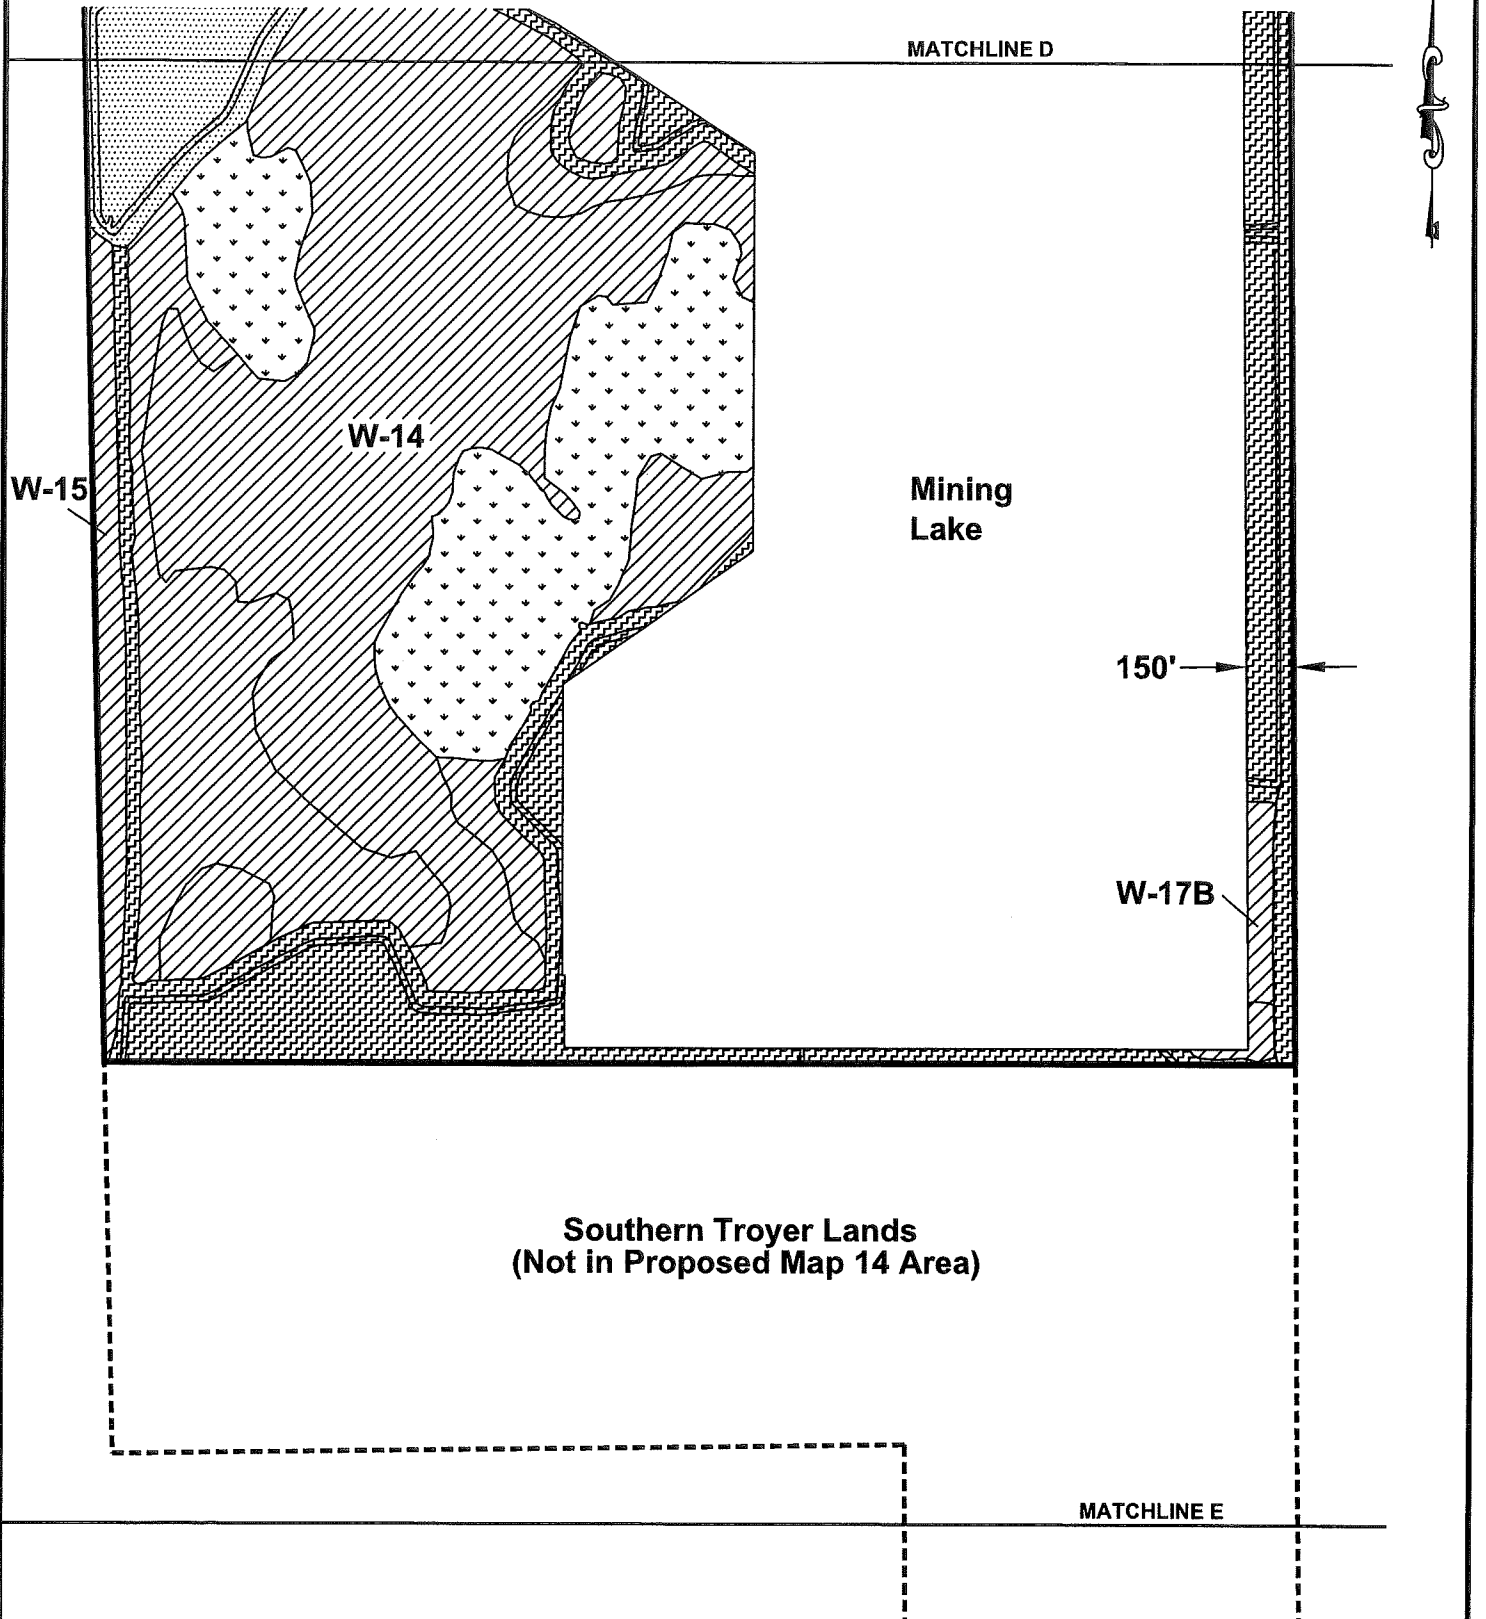 MATCHLINE D
W-14
W-15
Mining
Lake
150'
W-17B
Southern Troyer Lands
(Not in Proposed Map 14 Area)
MATCHLINE E